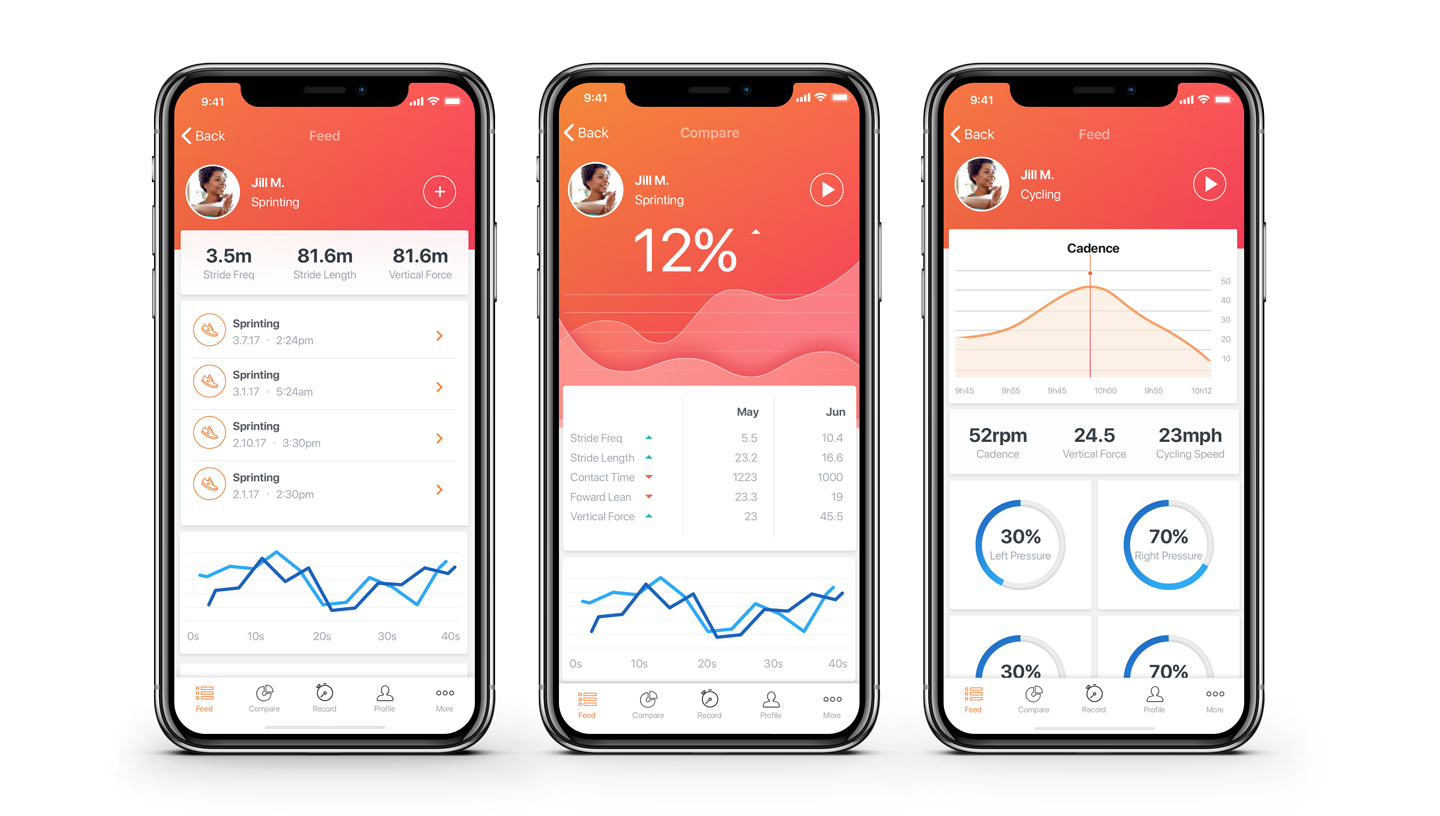 9:41
Back
Feed
Jill M.
Sprinting
3.5m 81.6m 81.6m
Stride Freq Stride Length Vertical Force
Sprinting
3.7.17 • 2:24pm
Sprinting
3.1.17 • 5:24am
Sprinting
2.10.17 • 3:30pm
Sprinting
2.1.17 • 2:30pm
0s 10s 20s 30s 40s
Feed Compare Record Profile More
9:41
Back
Compare
Jill M.
Sprinting
12%
May Jun
Stride Freq 5.5 10.4
Stride Length 23.2 16.6
Contact Time 1223 1000
Foward Lean 23.3 19
Vertical Force 23 45.5
0s 10s 20s 30s 40s
Feed Compare Record Profile More
9:41
Back
Feed
Jill M.
Cycling
Cadence
50
40
30
20
10
9h45 9h55 9h45 10h00 9h55 10h12
52rpm 24.5 23mph
Cadence Vertical Force Cycling Speed
30% 70%
Left Pressure Right Pressure
30% 70%
Feed Compare Record Profile More